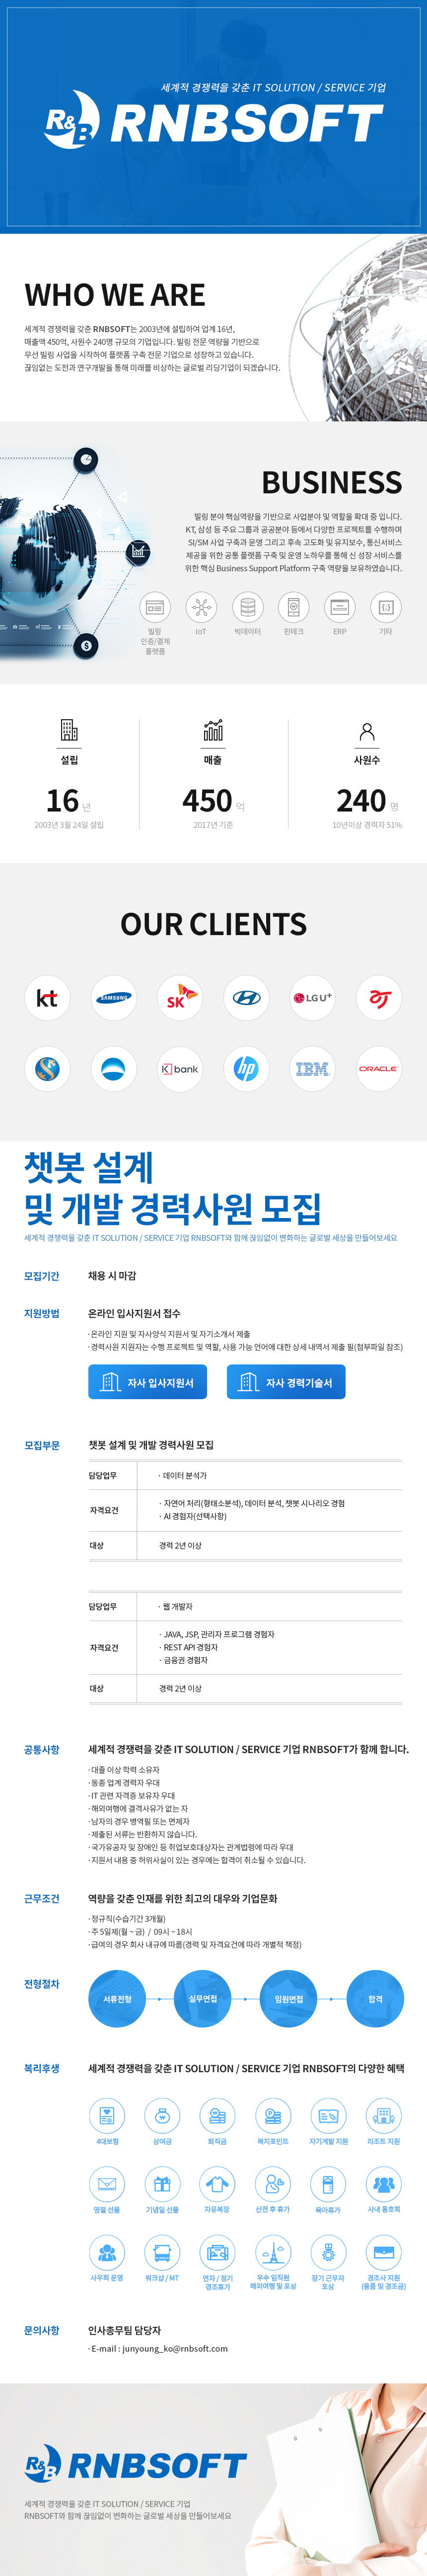 세계적 경쟁력을 갖춘 IT SOLUTION / SERVICE 기업
R&B RNBSOFT
WHO WE ARE
세계적 경쟁력을 갖춘 RNBSOFT는 2003년에 설립하여 업계 16년,
매출액 450억, 사원수 240명 규모의 기업입니다. 빌링 전문 역량을 기반으로
무선 빌링 사업을 시작하여 플랫폼 구축 전문 기업으로 성장하고 있습니다.
끊임없는 도전과 연구개발을 통해 미래를 비상하는 글로벌 리딩기업이 되겠습니다.
BUSINESS
빌링 분야 핵심역량을 기반으로 사업분야 및 역할을 확대 중 입니다.
KT, 삼성 등 주요 그룹과 공공분야 등에서 다양한 프로젝트를 수행하며
SI/SM 사업 구축과 운영 그리고 후속 고도화 및 유지보수, 통신서비스
제공을 위한 공통 플랫폼 구축 및 운영 노하우를 통해 신 성장 서비스를
위한 핵심 Business Support Platform 구축 역량을 보유하였습니다.
빌링
인증/결제
플랫폼
IoT
빅데이터
핀테크
ERP
기타
설립
매출
사원수
16 년
450 억
240 명
2003년 3월 24일 설립
2017년 기준
10년이상 경력자 51%
OUR CLIENTS
kt
SAMSUNG
SK
LG U+
K bank
hp
IBM
ORACLE
챗봇 설계
및 개발 경력사원 모집
세계적 경쟁력을 갖춘 IT SOLUTION / SERVICE 기업 RNBSOFT와 함께 끊임없이 변화하는 글로벌 세상을 만들어보세요
모집기간
채용 시 마감
지원방법
온라인 입사지원서 접수
· 온라인 지원 및 자사양식 지원서 및 자기소개서 제출
· 경력사원 지원자는 수행 프로젝트 및 역할, 사용 가능 언어에 대한 상세 내역서 제출 필(첨부파일 참조)
자사 입사지원서
자사 경력기술서
모집부문
챗봇 설계 및 개발 경력사원 모집
담당업무
· 데이터 분석가
자격요건
· 자연어 처리(형태소분석), 데이터 분석, 챗봇 시나리오 경험
· AI 경험자(선택사항)
대상
경력 2년 이상
담당업무
· 웹 개발자
자격요건
· JAVA, JSP, 관리자 프로그램 경험자
· REST API 경험자
· 금융권 경험자
대상
경력 2년 이상
공통사항
세계적 경쟁력을 갖춘 IT SOLUTION / SERVICE 기업 RNBSOFT가 함께 합니다.
· 대졸 이상 학력 소유자
· 동종 업계 경력자 우대
· IT 관련 자격증 보유자 우대
· 해외여행에 결격사유가 없는 자
· 남자의 경우 병역필 또는 면제자
· 제출된 서류는 반환하지 않습니다.
· 국가유공자 및 장애인 등 취업보호대상자는 관계법령에 따라 우대
· 지원서 내용 중 허위사실이 있는 경우에는 합격이 취소될 수 있습니다.
근무조건
역량을 갖춘 인재를 위한 최고의 대우와 기업문화
· 정규직(수습기간 3개월)
· 주 5일제(월 ~ 금) / 09시 ~ 18시
· 급여의 경우 회사 내규에 따름(경력 및 자격요건에 따라 개별적 책정)
전형절차
서류전형
실무면접
임원면접
합격
복리후생
세계적 경쟁력을 갖춘 IT SOLUTION / SERVICE 기업 RNBSOFT의 다양한 혜택
4대보험
상여금
퇴직금
복지포인트
자기계발 지원
리조트 지원
명절 선물
기념일 선물
자유복장
산전 후 휴가
육아휴가
사내 동호회
사우회 운영
워크샵 / MT
연차 / 정기
경조휴가
우수 임직원
해외여행 및 포상
장기 근무자
포상
경조사 지원
(용품 및 경조금)
문의사항
인사총무팀 담당자
· E-mail : junyoung_ko@rnbsoft.com
R&B RNBSOFT
세계적 경쟁력을 갖춘 IT SOLUTION / SERVICE 기업
RNBSOFT와 함께 끊임없이 변화하는 글로벌 세상을 만들어보세요